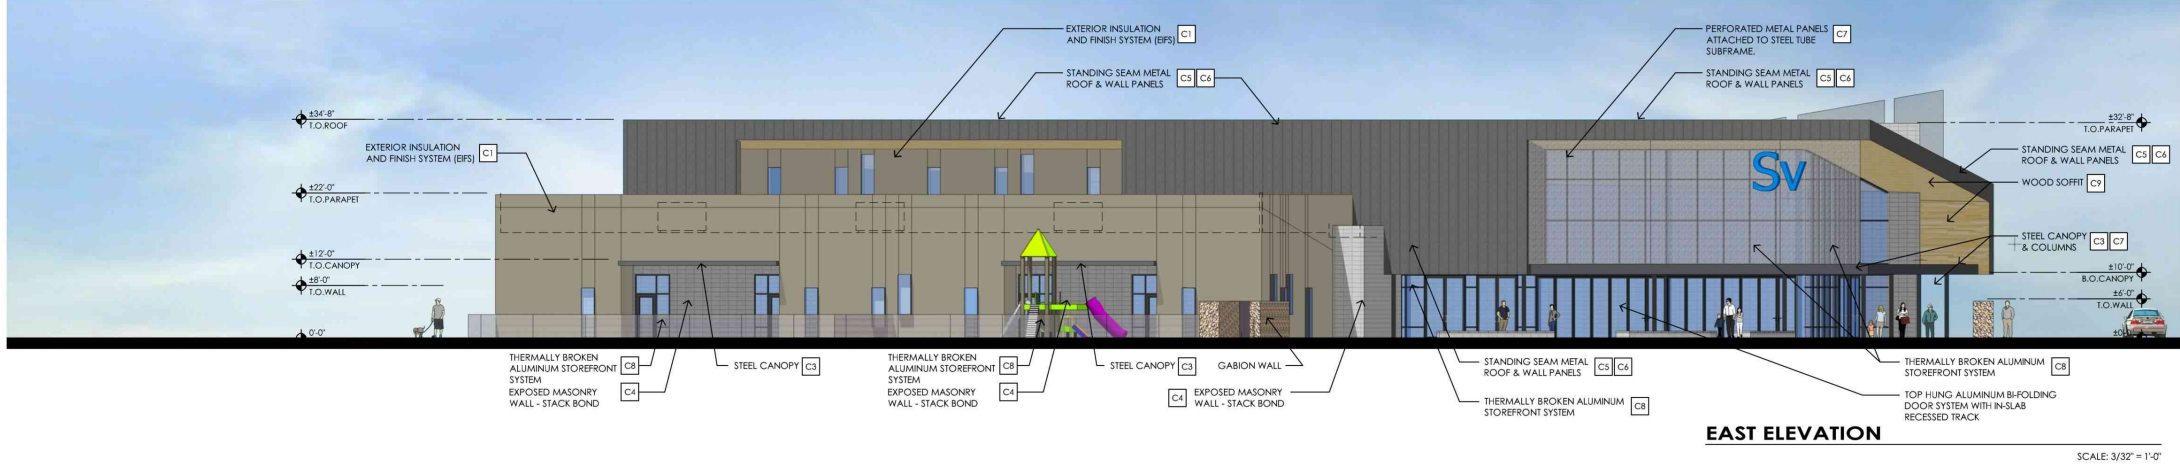 EXTERIOR INSULATION
AND FINISH SYSTEM (EIFS) C1
STANDING SEAM METAL
ROOF & WALL PANELS C5 C6
PERFORATED METAL PANELS
ATTACHED TO STEEL TUBE
SUBFRAME. C7
STANDING SEAM METAL
ROOF & WALL PANELS C5 C6
±34'-8"
T.O.ROOF
EXTERIOR INSULATION
AND FINISH SYSTEM (EIFS) C1
±22'-0"
T.O.PARAPET
±12'-0"
T.O.CANOPY
±8'-0"
T.O.WALL
0'-0"
Sv
±32'-8"
T.O.PARAPET
STANDING SEAM METAL
ROOF & WALL PANELS C5 C6
WOOD SOFFIT C9
STEEL CANOPY
& COLUMNS C3 C7
±10'-0"
B.O.CANOPY
±6'-0"
T.O.WALL
THERMALLY BROKEN
ALUMINUM STOREFRONT
SYSTEM C8
EXPOSED MASONRY
WALL - STACK BOND C4
STEEL CANOPY C3
THERMALLY BROKEN
ALUMINUM STOREFRONT
SYSTEM C8
EXPOSED MASONRY
WALL - STACK BOND C4
STEEL CANOPY C3
GABION WALL
C4 EXPOSED MASONRY
WALL - STACK BOND
STANDING SEAM METAL
ROOF & WALL PANELS C5 C6
THERMALLY BROKEN ALUMINUM
STOREFRONT SYSTEM C8
THERMALLY BROKEN ALUMINUM
STOREFRONT SYSTEM C8
TOP HUNG ALUMINUM BI-FOLDING
DOOR SYSTEM WITH IN-SLAB
RECESSED TRACK
EAST ELEVATION
SCALE: 3/32" = 1'-0"